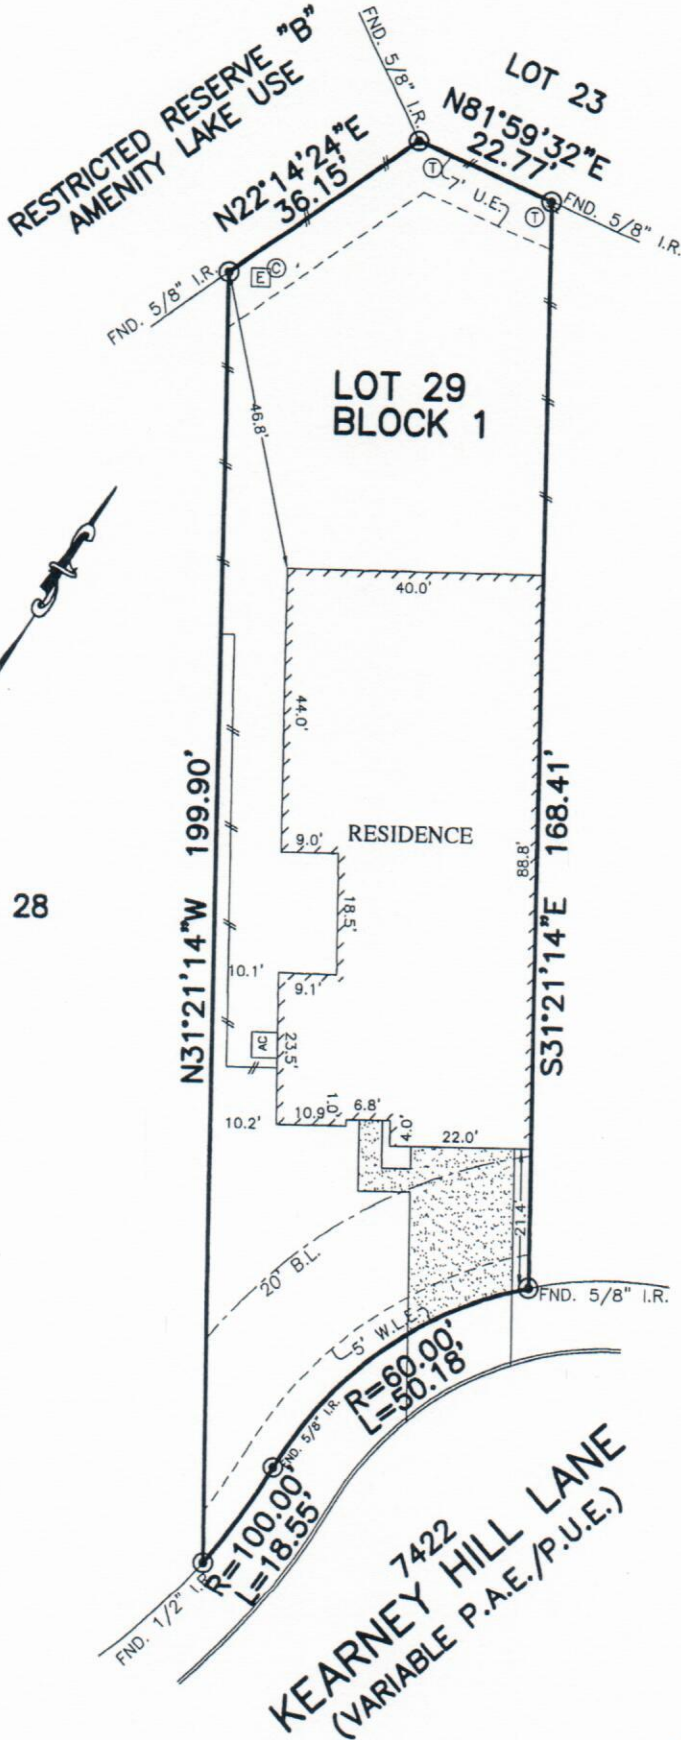 RESTRICTED RESERVE "B"
AMENITY LAKE USE
FND. 5/8" I.R.
LOT 23
N81°59'32"E
22.77'
N22°14'24"E
36.15'
T
7' U.E.
T
FND. 5/8" I.R.
FND. 5/8" I.R.
E
C
LOT 29
BLOCK 1
46.8'
40.0'
44.0'
N31°21'14"W 199.90'
S31°21'14"E 168.41'
9.0'
RESIDENCE
88.8'
28
18.5'
10.1'
9.1'
AC
23.5'
10.2'
10.9'
1.0'
6.8'
4.0'
22.0'
21.4'
20' B.L.
5' W.L.E.
FND. 5/8" I.R.
R=60.00'
L=50.18'
FND. 5/8" I.R.
R=100.00'
L=18.55'
FND. 1/2" I.R.
7422
KEARNEY HILL LANE
(VARIABLE P.A.E./P.U.E.)